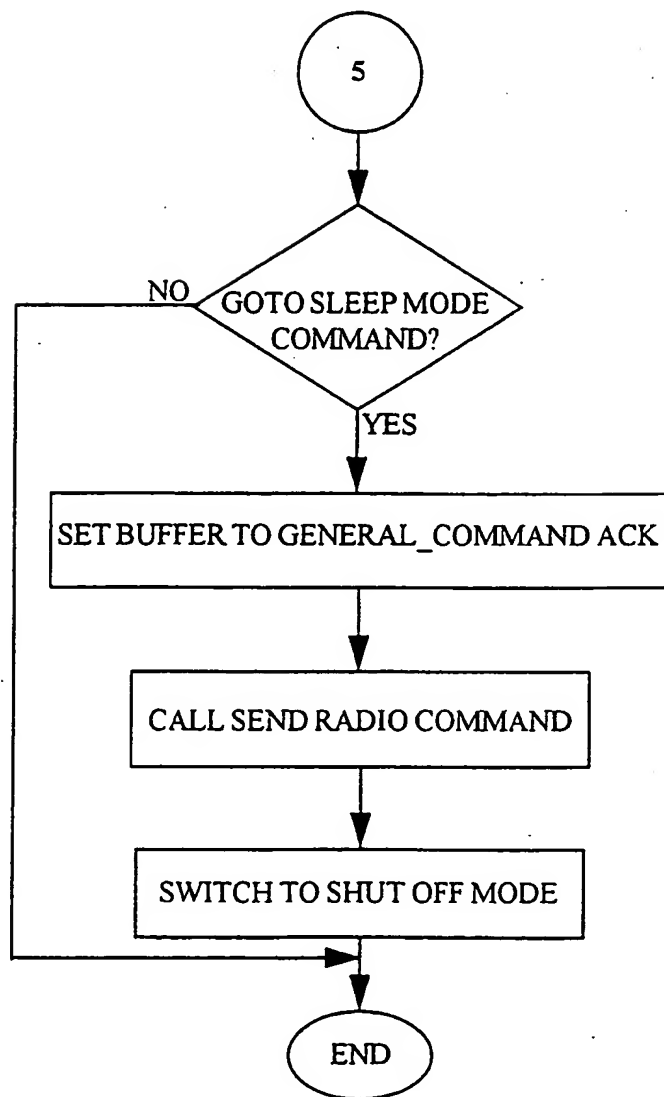 5
GOTO SLEEP MODE
COMMAND?
NO
YES
SET BUFFER TO GENERAL_COMMAND ACK
CALL SEND RADIO COMMAND
SWITCH TO SHUT OFF MODE
END